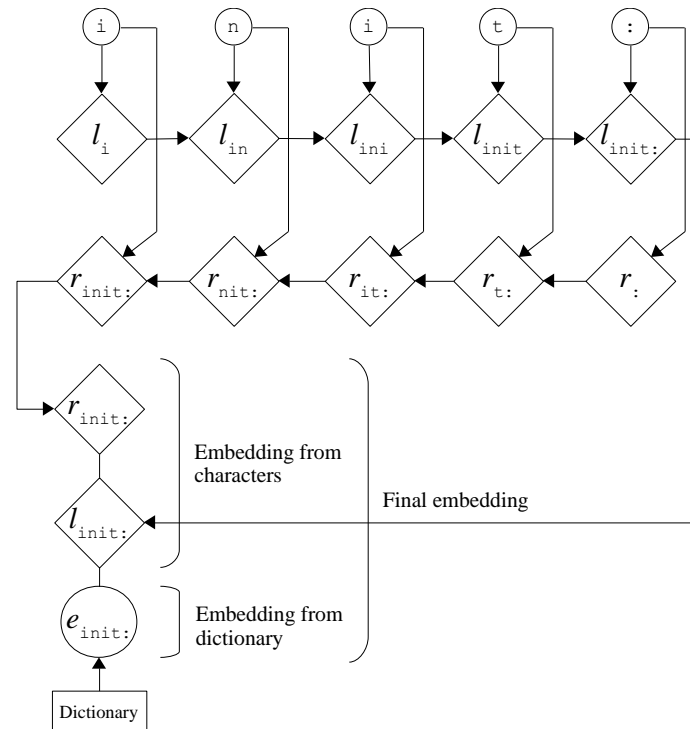 i n i t :
l_i l_in l_ini l_init l_init:
r_init: r_nit: r_it: r_t: r_:
r_init:
Embedding from
characters
l_init:
Final embedding
e_init:
Embedding from
dictionary
Dictionary